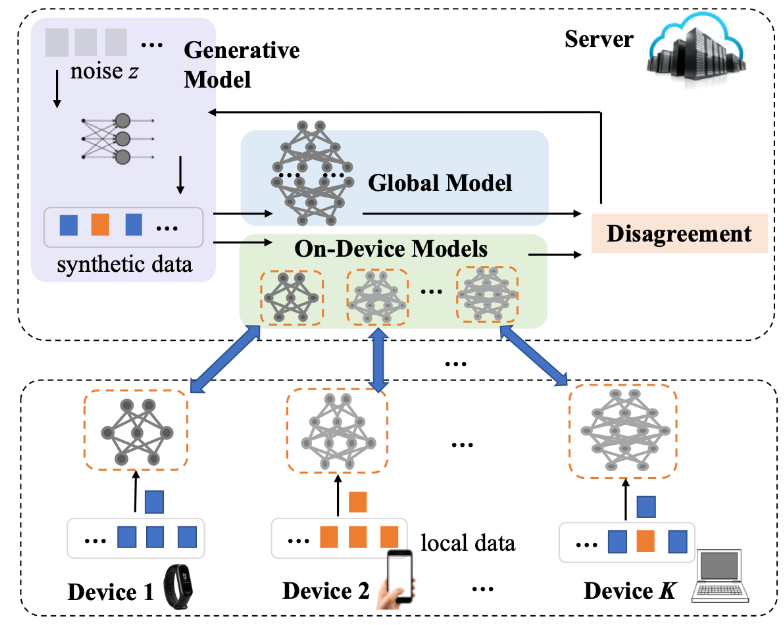 Server
Generative
Model
...
noise z
Global Model
... ...
Disagreement
On-Device Models
...
synthetic data
...
...
...
...
...
...
local data
Device 1
Device 2
...
Device K